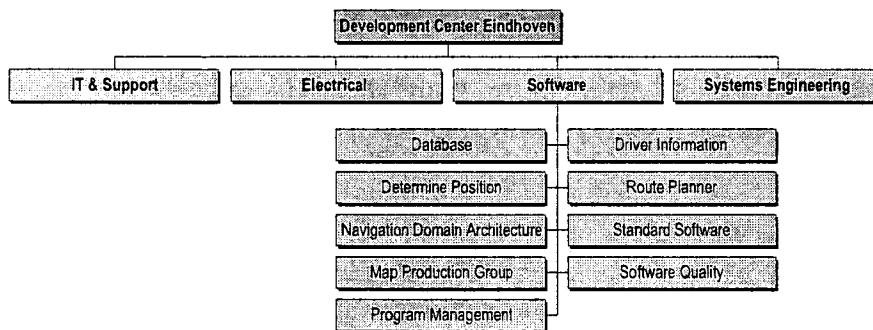 Development Center Eindhoven
IT & Support
Electrical
Software
Systems Engineering
Database
Driver Information
Determine Position
Route Planner
Navigation Domain Architecture
Standard Software
Map Production Group
Software Quality
Program Management